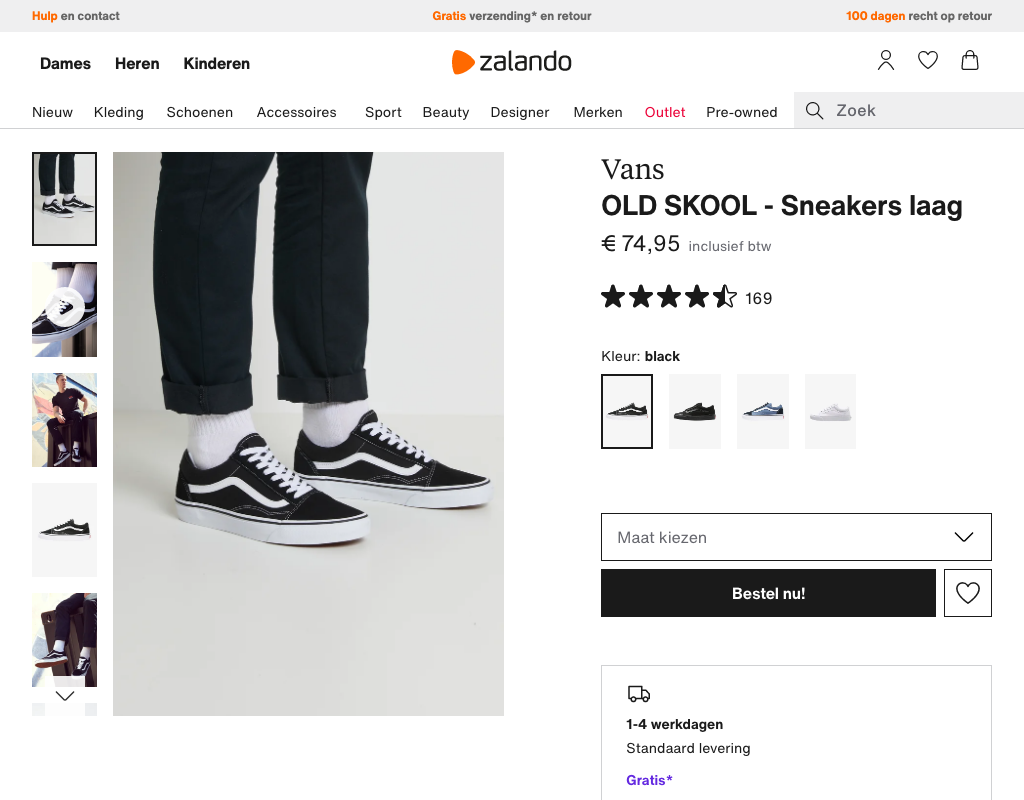 Hulp en contact
Gratis verzending* en retour
100 dagen recht op retour
Dames Heren Kinderen
zalando
Nieuw Kleding Schoenen Accessoires Sport Beauty Designer Merken Outlet Pre-owned
Zoek
Vans
OLD SKOOL - Sneakers laag
€ 74,95 inclusief btw
169
Kleur: black
Maat kiezen
Bestel nu!
1-4 werkdagen
Standaard levering
Gratis*